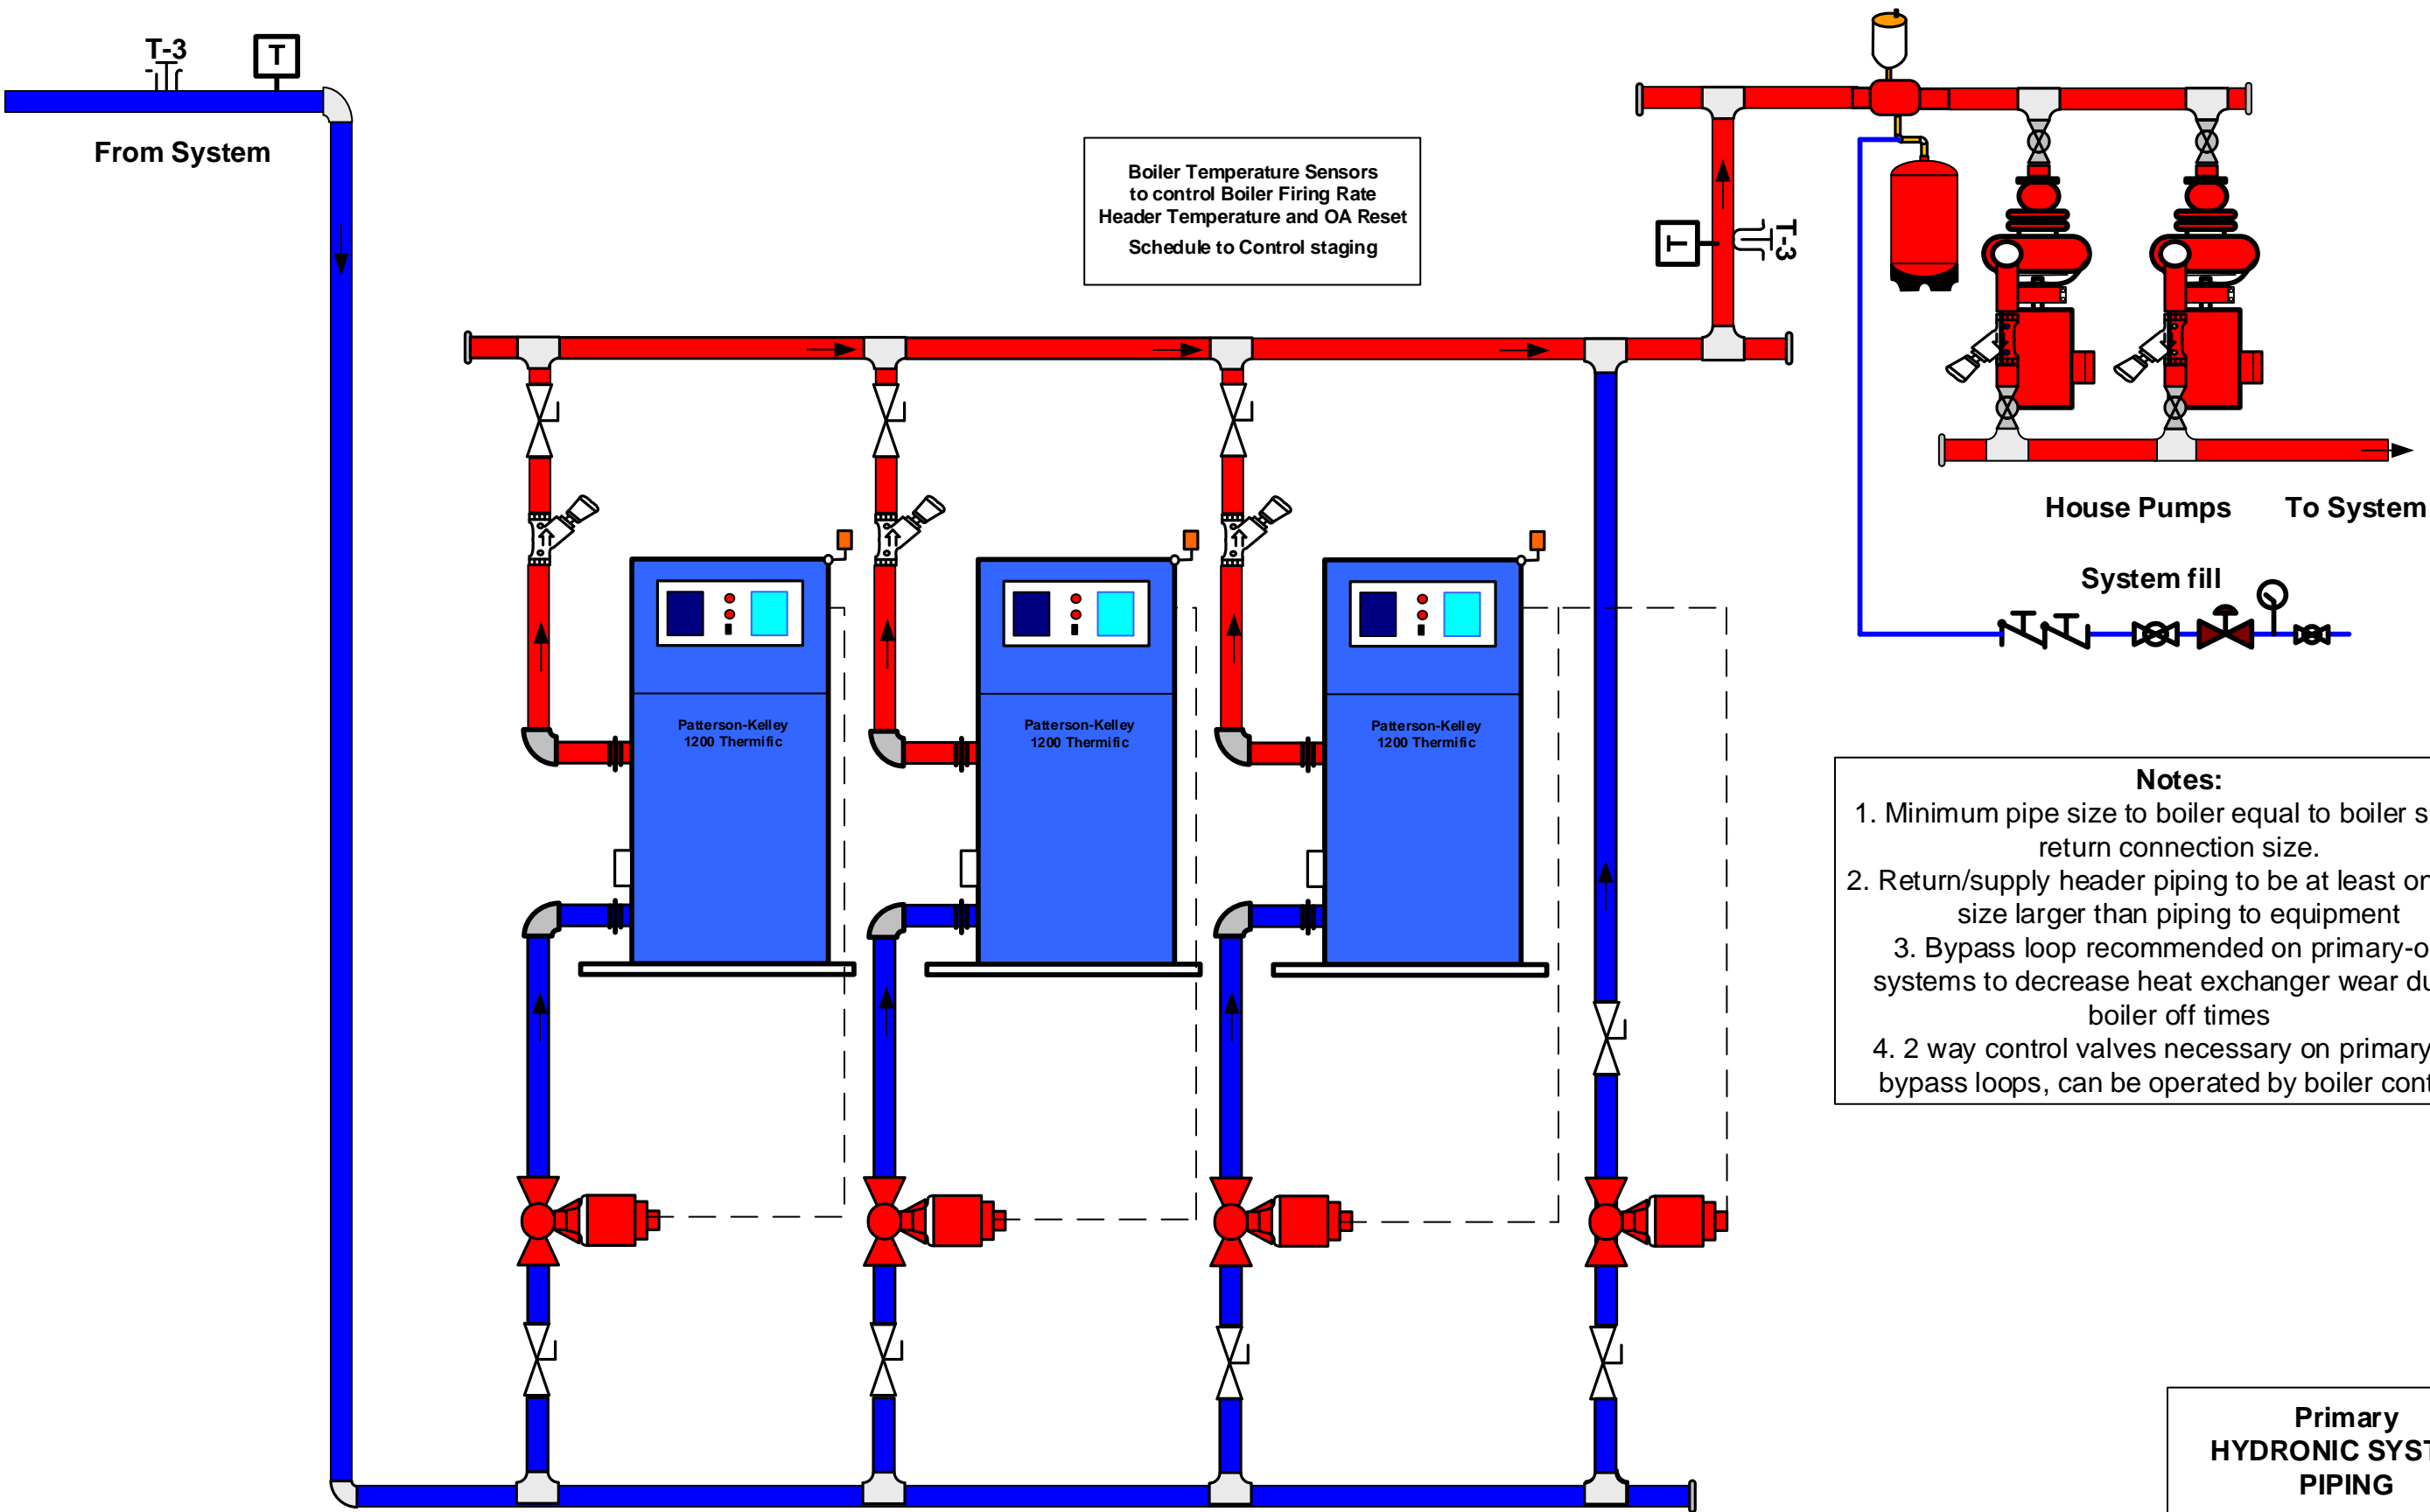 T-3
T
From System
Boiler Temperature Sensors
to control Boiler Firing Rate
Header Temperature and OA Reset
Schedule to Control staging
T
T-3
House Pumps
To System
System fill
Patterson-Kelley
1200 Thermific
Patterson-Kelley
1200 Thermific
Patterson-Kelley
1200 Thermific
Notes:
1. Minimum pipe size to boiler equal to boiler
return connection size.
2. Return/supply header piping to be at least
size larger than piping to equipment
3. Bypass loop recommended on
systems to decrease heat exchanger wear
boiler off times
4. 2 way control valves necessary on primary
bypass loops, can be operated by boiler
Primary
HYDRONIC
PIPING